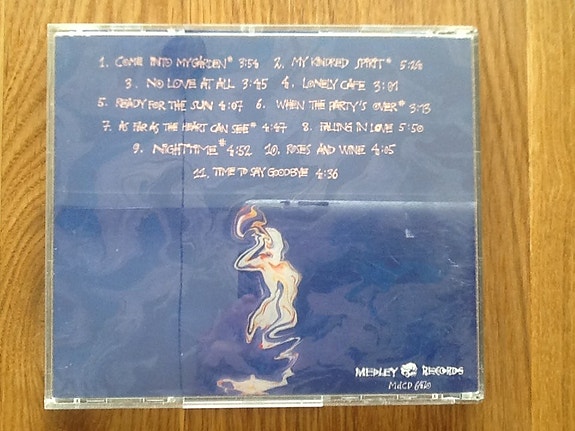 1. COME INTO MY GARDEN* 3:54 2. MY KINDRED SPIRIT* 5:26
3. NO LOVE AT ALL 3:45 4. LONELY CAFE 3:01
5. READY FOR THE SUN 4:07 6. WHEN THE PARTY'S OVER* 3:13
7. AS FAR AS THE HEART CAN SEE* 4:47 8. FALLING IN LOVE 5:50
9. NIGHTTIME* 4:52 10. ROSES AND WINE 4:05
11. TIME TO SAY GOODBYE 4:36
MEDLEY RECORDS
MdCD